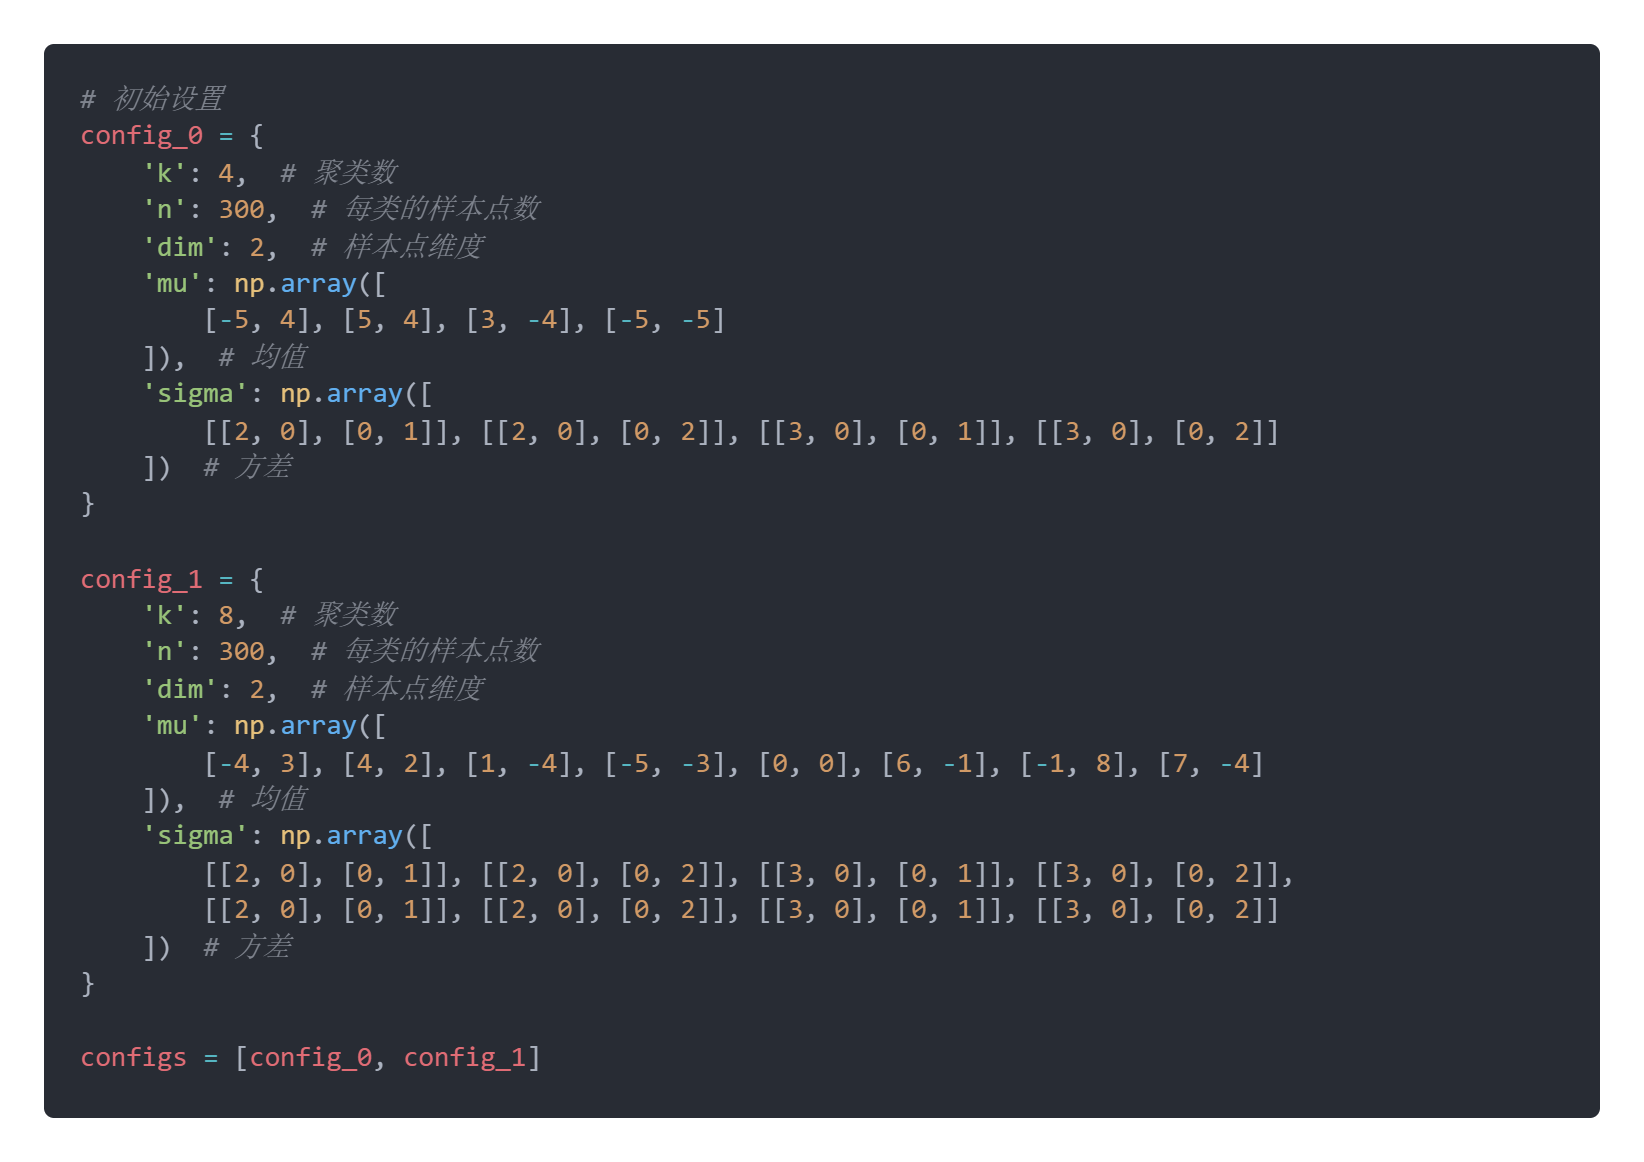 # 初始设置
config_0 = {
    'k': 4,  # 聚类数
    'n': 300,  # 每类的样本点数
    'dim': 2,  # 样本点维度
    'mu': np.array([
        [-5, 4], [5, 4], [3, -4], [-5, -5]
    ]),  # 均值
    'sigma': np.array([
        [[2, 0], [0, 1]], [[2, 0], [0, 2]], [[3, 0], [0, 1]], [[3, 0], [0, 2]]
    ])  # 方差
}

config_1 = {
    'k': 8,  # 聚类数
    'n': 300,  # 每类的样本点数
    'dim': 2,  # 样本点维度
    'mu': np.array([
        [-4, 3], [4, 2], [1, -4], [-5, -3], [0, 0], [6, -1], [-1, 8], [7, -4]
    ]),  # 均值
    'sigma': np.array([
        [[2, 0], [0, 1]], [[2, 0], [0, 2]], [[3, 0], [0, 1]], [[3, 0], [0, 2]],
        [[2, 0], [0, 1]], [[2, 0], [0, 2]], [[3, 0], [0, 1]], [[3, 0], [0, 2]]
    ])  # 方差
}

configs = [config_0, config_1]